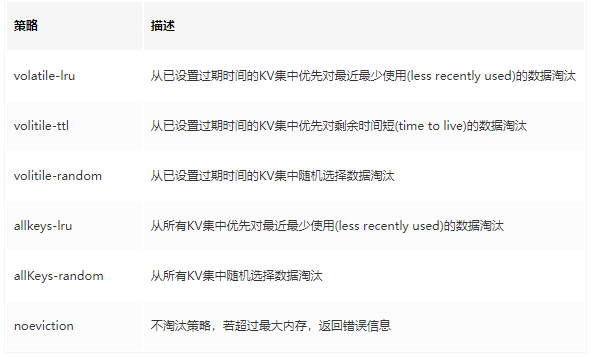 策略 描述
volatile-lru 从已设置过期时间的KV集中优先对最近最少使用(less recently used)的数据淘汰
volitile-ttl 从已设置过期时间的KV集中优先对剩余时间短(time to live)的数据淘汰
volitile-random 从已设置过期时间的KV集中随机选择数据淘汰
allkeys-lru 从所有KV集中优先对最近最少使用(less recently used)的数据淘汰
allKeys-random 从所有KV集中随机选择数据淘汰
noeviction 不淘汰策略，若超过最大内存，返回错误信息